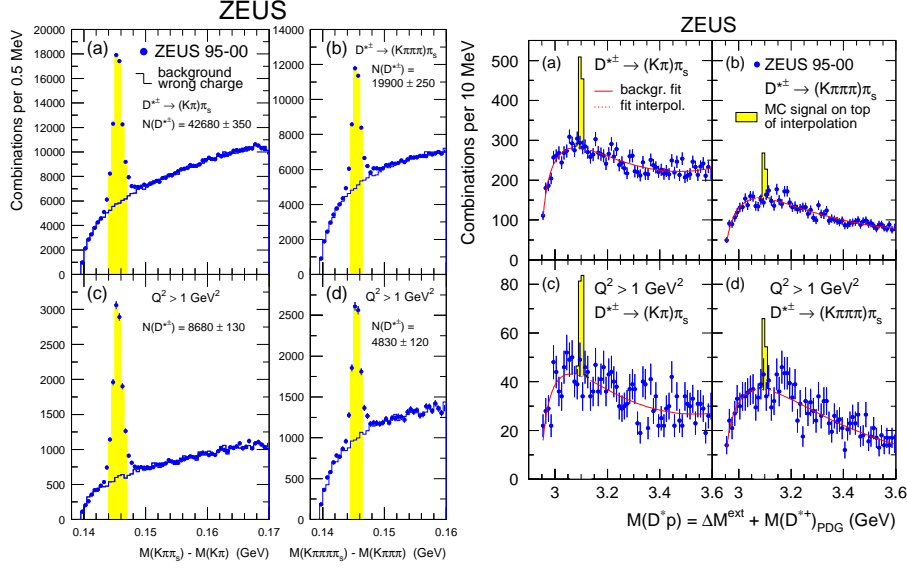 ZEUS
Combinations per 0.5 MeV
(a)
ZEUS 95-00
background
wrong charge
D*± → (Kπ)πs
N(D*±) = 42680 ± 350
20000
18000
16000
14000
12000
10000
8000
6000
4000
2000
0
(b)
D*± → (Kπππ)πs
N(D*±) =
19900 ± 250
14000
12000
10000
8000
6000
4000
2000
0
(c)
Q² > 1 GeV²
N(D*±) = 8680 ± 130
3000
2500
2000
1500
1000
500
0
0.14
0.15
0.16
0.17
M(Kππs) - M(Kπ) (GeV)
(d)
Q² > 1 GeV²
N(D*±) =
4830 ± 120
2500
2000
1500
1000
500
0
0.14
0.15
0.16
M(Kππππs) - M(Kπππ) (GeV)
ZEUS
Combinations per 10 MeV
(a)
D*± → (Kπ)πs
backgr. fit
fit interpol.
500
400
300
200
100
0
(b)
ZEUS 95-00
D*± → (Kπππ)πs
MC signal on top
of interpolation
(c)
Q² > 1 GeV²
D*± → (Kπ)πs
80
60
40
20
0
3
3.2
3.4
3.6
(d)
Q² > 1 GeV²
D*± → (Kπππ)πs
3
3.2
3.4
3.6
M(D*p) = ΔMext + M(D*+)PDG (GeV)